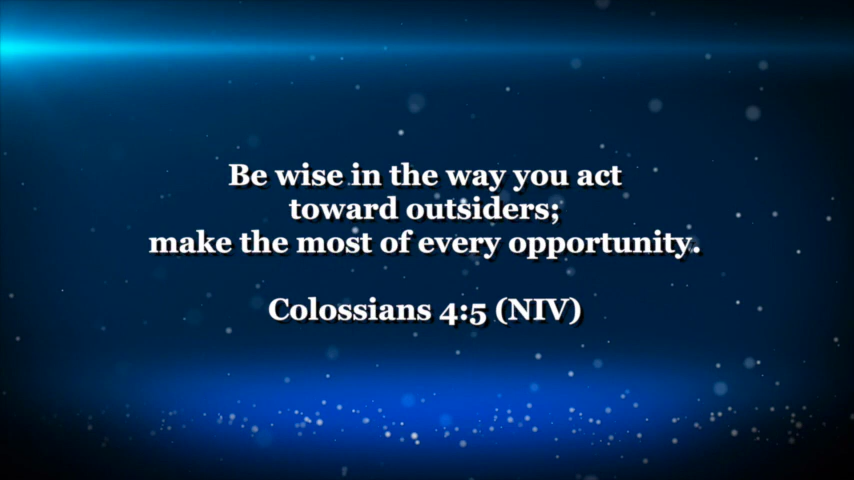 Be wise in the way you act
toward outsiders;
make the most of every opportunity.
Colossians 4:5 (NIV)